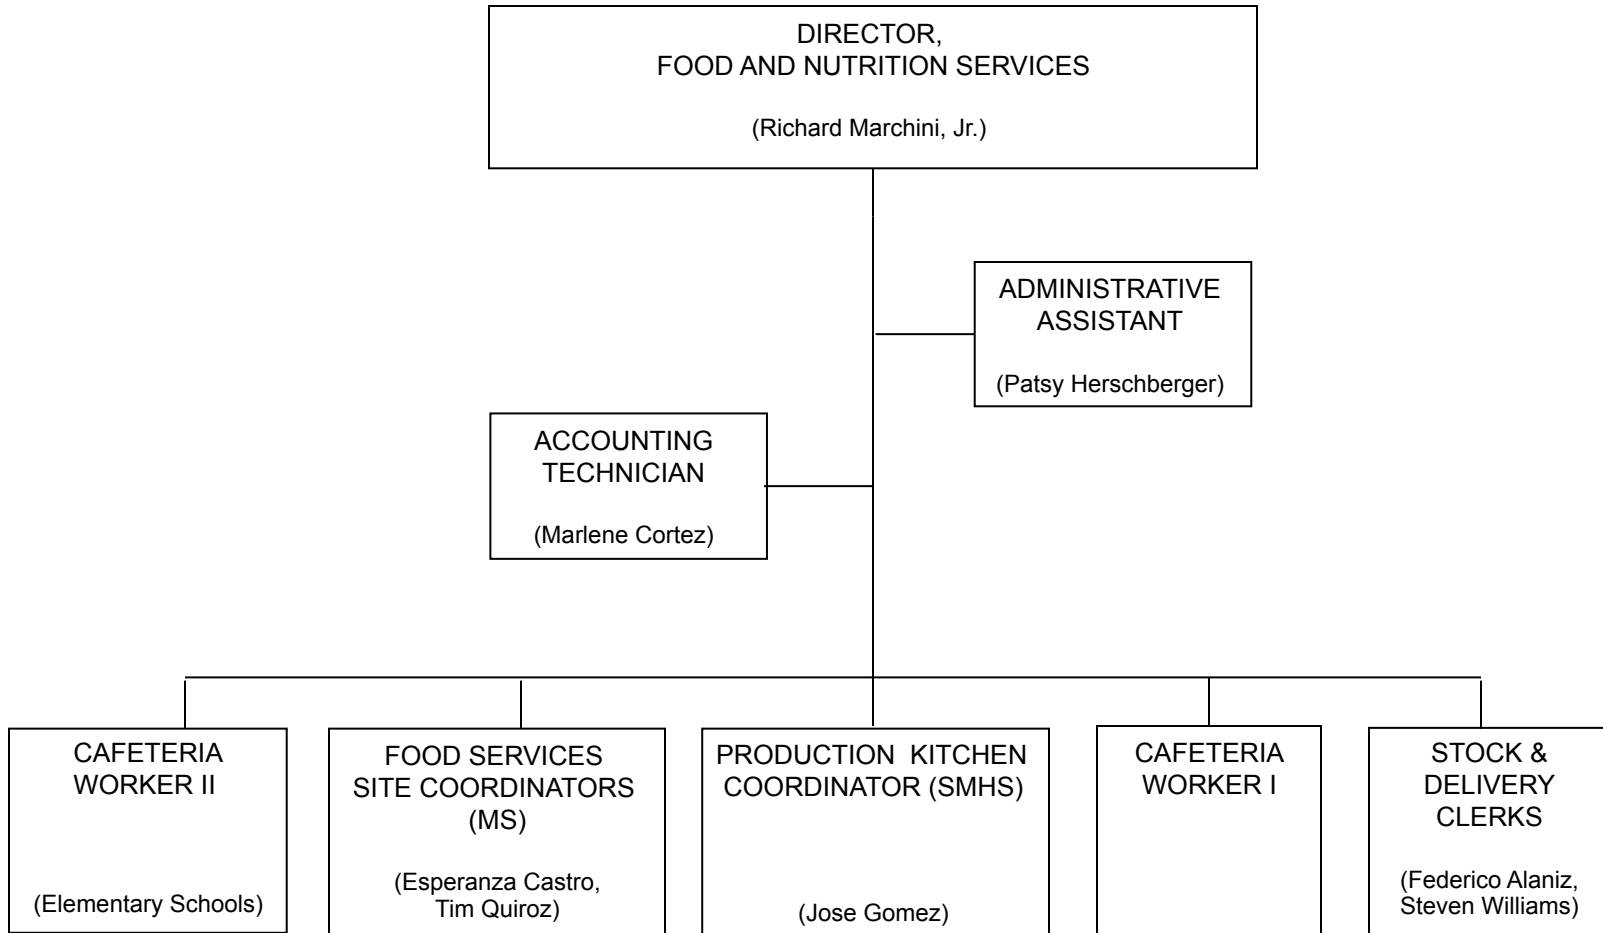 DIRECTOR,
FOOD AND NUTRITION SERVICES
(Richard Marchini, Jr.)
ADMINISTRATIVE
ASSISTANT
(Patsy Herschberger)
ACCOUNTING
TECHNICIAN
(Marlene Cortez)
CAFETERIA
WORKER II
(Elementary Schools)
FOOD SERVICES
SITE COORDINATORS
(MS)
(Esperanza Castro,
Tim Quiroz)
PRODUCTION KITCHEN
COORDINATOR (SMHS)
(Jose Gomez)
CAFETERIA
WORKER I
STOCK &
DELIVERY
CLERKS
(Federico Alaniz,
Steven Williams)